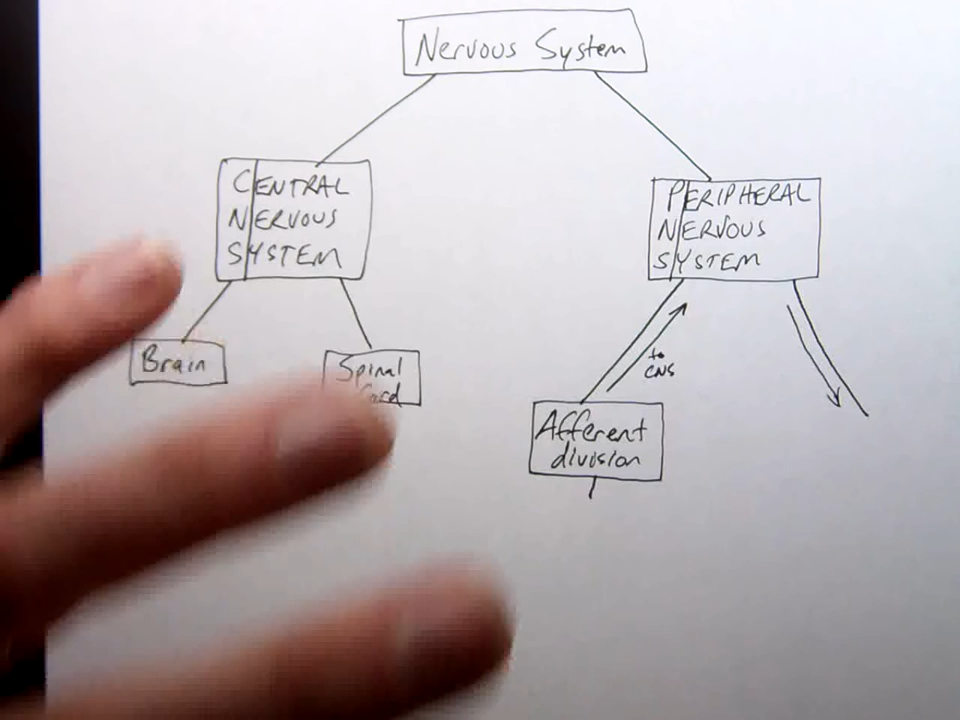 Nervous System
CENTRAL
NERVOUS
SYSTEM
PERIPHERAL
NERVOUS
SYSTEM
Brain
Spinal
Cord
to
CNS
Afferent
division